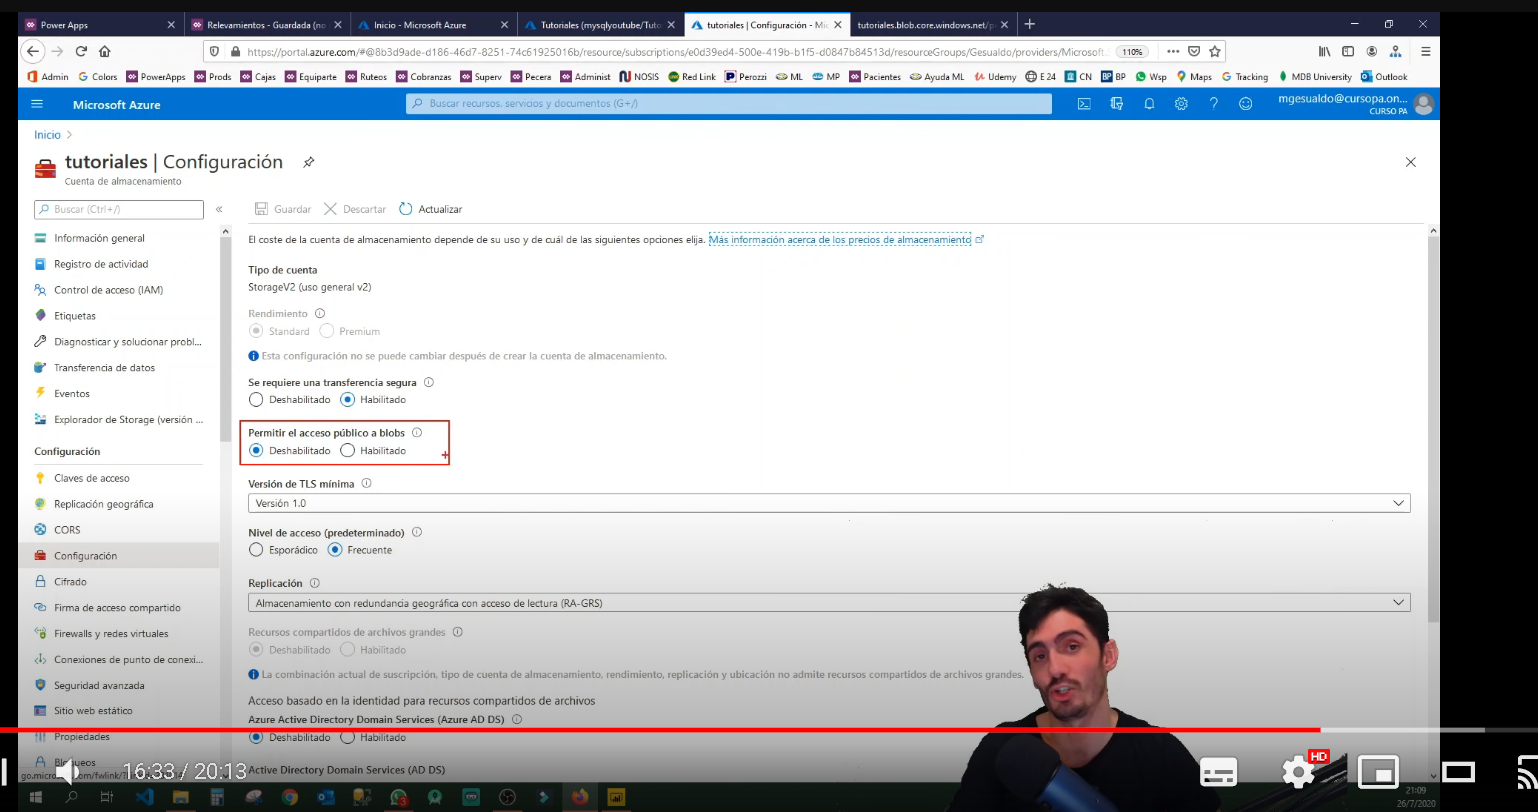 Power Apps
Relevamientos - Guardada (no
Inicio - Microsoft Azure
Tutoriales (mysqlyoutube/Tuto
tutoriales | Configuración - Mic
tutoriales.blob.core.windows.net/p
https://portal.azure.com/#@8b3d9ade-d186-46d7-8251-74c61925016b/resource/subscriptions/e0d39ed4-500e-419b-b1f5-d0847b84513d/resourceGroups/Gesualdo/providers/Microsoft.
110%
Admin Colors PowerApps Prods Cajas Equiparte Ruteos Cobranzas Superv Pecera Administ NOSIS Red Link Perozzi ML MP Pacientes Ayuda ML Udemy E 24 CN BP BP Wsp Maps Tracking MDB University Outlook
Microsoft Azure
Buscar recursos, servicios y documentos (G+/)
mgesualdo@cursopa.on...
CURSO PA
Inicio >
tutoriales | Configuración
Cuenta de almacenamiento
Buscar (Ctrl+/) «
Guardar Descartar Actualizar
Información general
Registro de actividad
Control de acceso (IAM)
Etiquetas
Diagnosticar y solucionar probl...
Transferencia de datos
Eventos
Explorador de Storage (versión ...
Configuración
Claves de acceso
Replicación geográfica
CORS
Configuración
Cifrado
Firma de acceso compartido
Firewalls y redes virtuales
Conexiones de punto de conexi...
Seguridad avanzada
Sitio web estático
Propiedades
Bloqueos
El coste de la cuenta de almacenamiento depende de su uso y de cuál de las siguientes opciones elija. Más información acerca de los precios de almacenamiento
Tipo de cuenta
StorageV2 (uso general v2)
Rendimiento
Standard Premium
Esta configuración no se puede cambiar después de crear la cuenta de almacenamiento.
Se requiere una transferencia segura
Deshabilitado Habilitado
Permitir el acceso público a blobs
Deshabilitado Habilitado
Versión de TLS mínima
Versión 1.0
Nivel de acceso (predeterminado)
Esporádico Frecuente
Replicación
Almacenamiento con redundancia geográfica con acceso de lectura (RA-GRS)
Recursos compartidos de archivos grandes
Deshabilitado Habilitado
La combinación actual de suscripción, tipo de cuenta de almacenamiento, rendimiento, replicación y ubicación no admite recursos compartidos de archivos grandes.
Acceso basado en la identidad para recursos compartidos de archivos
Azure Active Directory Domain Services (Azure AD DS)
Deshabilitado Habilitado
Active Directory Domain Services (AD DS)
16:33 / 20:13
HD
21:09
26/7/2020